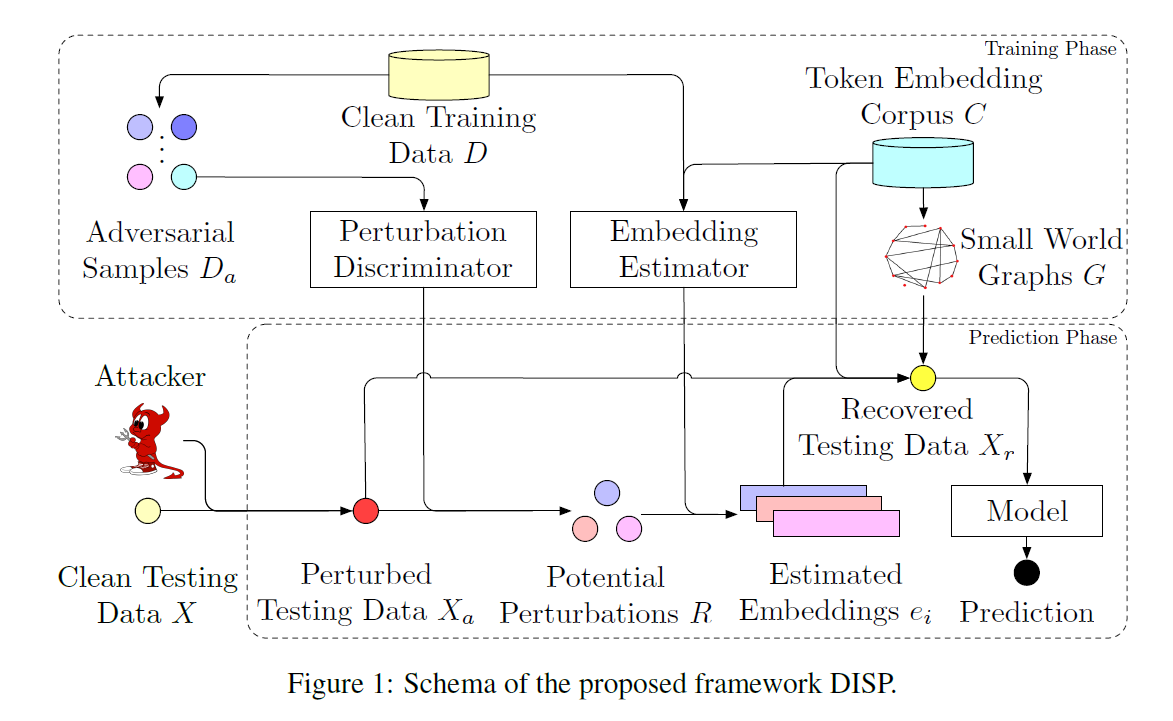 Training Phase
Clean Training
Data D
Token Embedding
Corpus C
Adversarial
Samples Dₐ
Perturbation
Discriminator
Embedding
Estimator
Small World
Graphs G
Prediction Phase
Attacker
Recovered
Testing Data Xᵣ
Model
Clean Testing
Data X
Perturbed
Testing Data Xₐ
Potential
Perturbations R
Estimated
Embeddings eᵢ
Prediction
Figure 1: Schema of the proposed framework DISP.